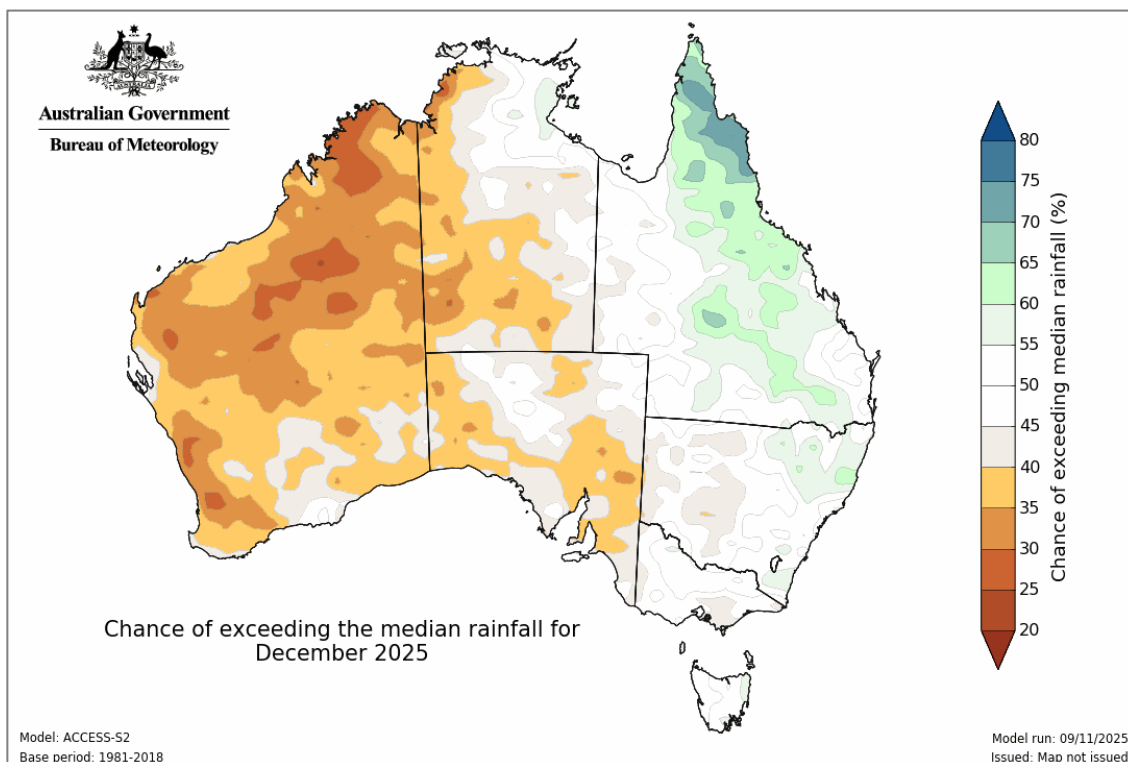 Australian Government
Bureau of Meteorology
80
75
70
65
60
55
50
45
40
35
30
25
20
Chance of exceeding median rainfall (%)
Chance of exceeding the median rainfall for
December 2025
Model: ACCESS-S2
Base period: 1981-2018
Model run: 09/11/2025
Issued: Map not issued